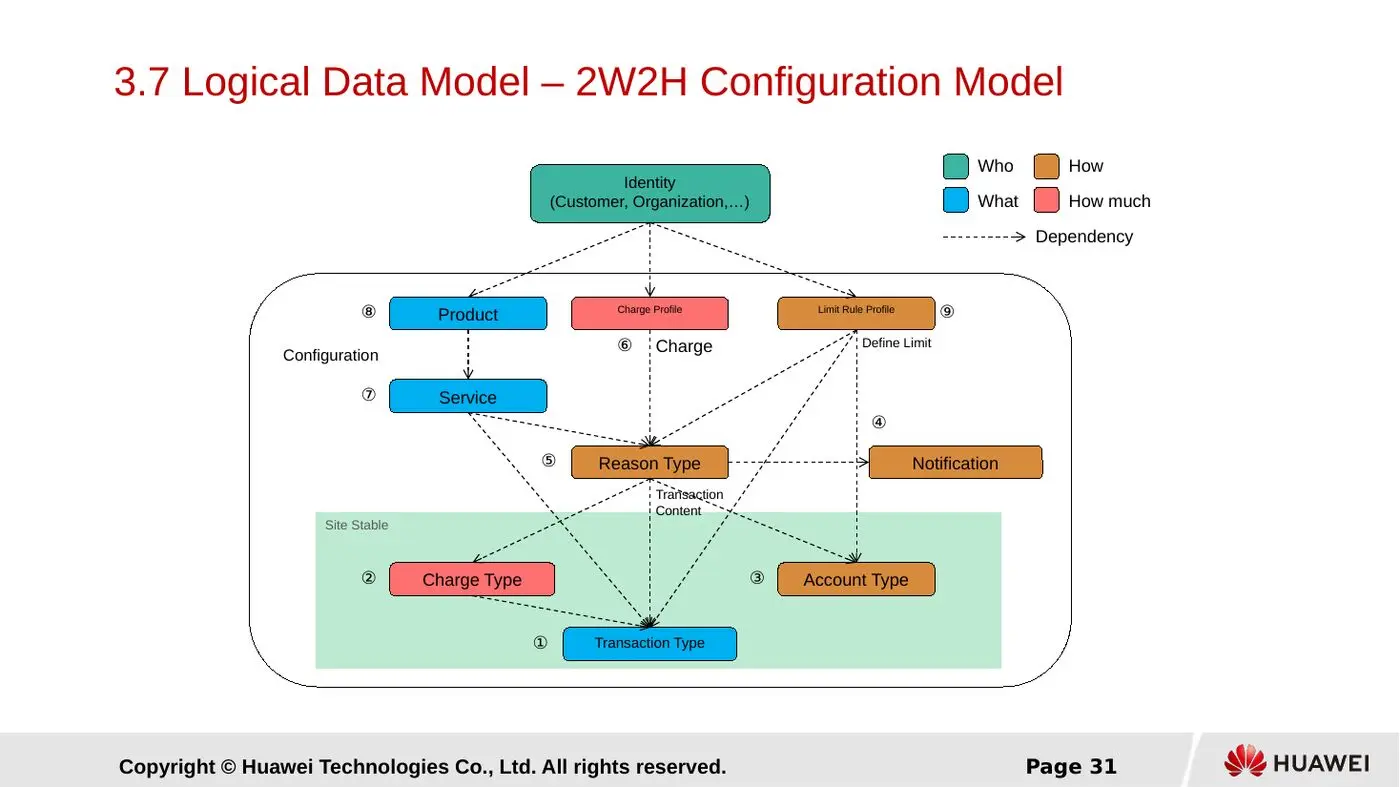 3.7 Logical Data Model – 2W2H Configuration Model
Who
How
What
How much
Dependency
Identity
(Customer, Organization,…)
⑧
Product
Charge Profile
Limit Rule Profile
⑨
Configuration
⑥
Charge
Define Limit
⑦
Service
④
⑤
Reason Type
Notification
Transaction
Content
Site Stable
②
Charge Type
③
Account Type
①
Transaction Type
Copyright © Huawei Technologies Co., Ltd. All rights reserved.
Page 31
HUAWEI